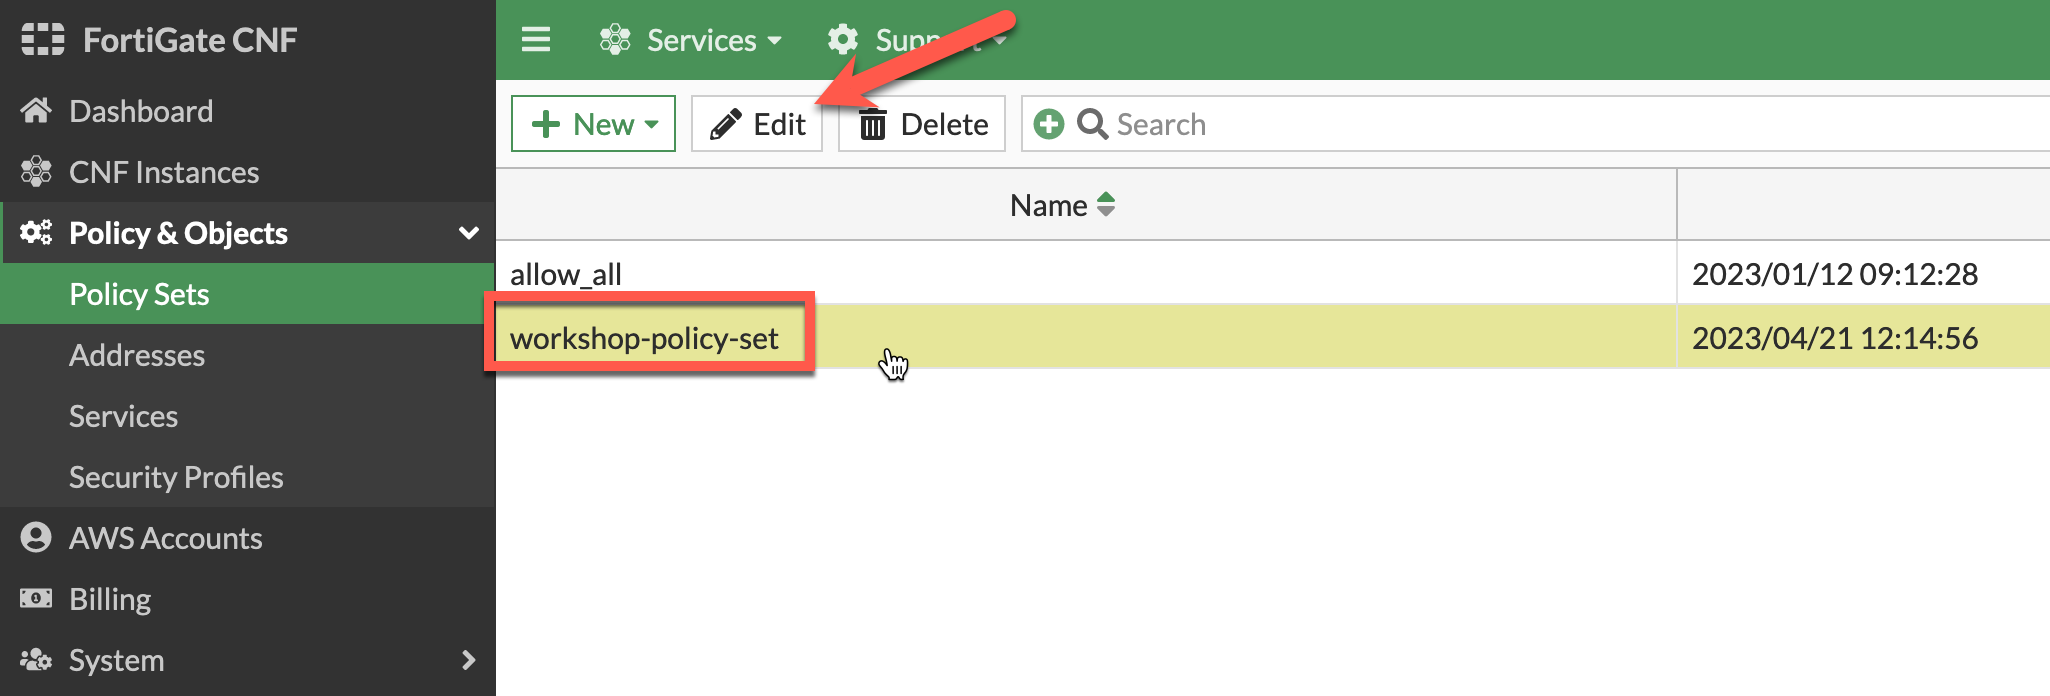 FortiGate CNF
Services
Support
New
Edit
Delete
Search
Dashboard
CNF Instances
Policy & Objects
Policy Sets
Addresses
Services
Security Profiles
AWS Accounts
Billing
System
Name
allow_all
2023/01/12 09:12:28
workshop-policy-set
2023/04/21 12:14:56